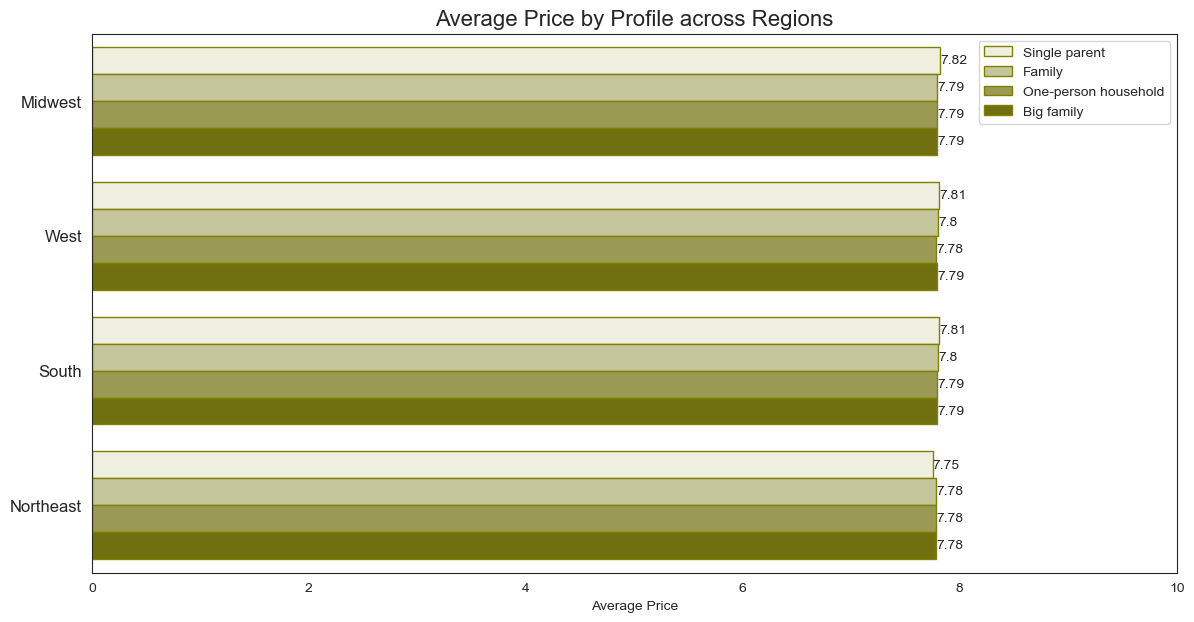 Average Price by Profile across Regions
Single parent
Family
One-person household
Big family
Midwest
7.82
7.79
7.79
7.79
West
7.81
7.8
7.78
7.79
South
7.81
7.8
7.79
7.79
Northeast
7.75
7.78
7.78
7.78
0 2 4 6 8 10
Average Price